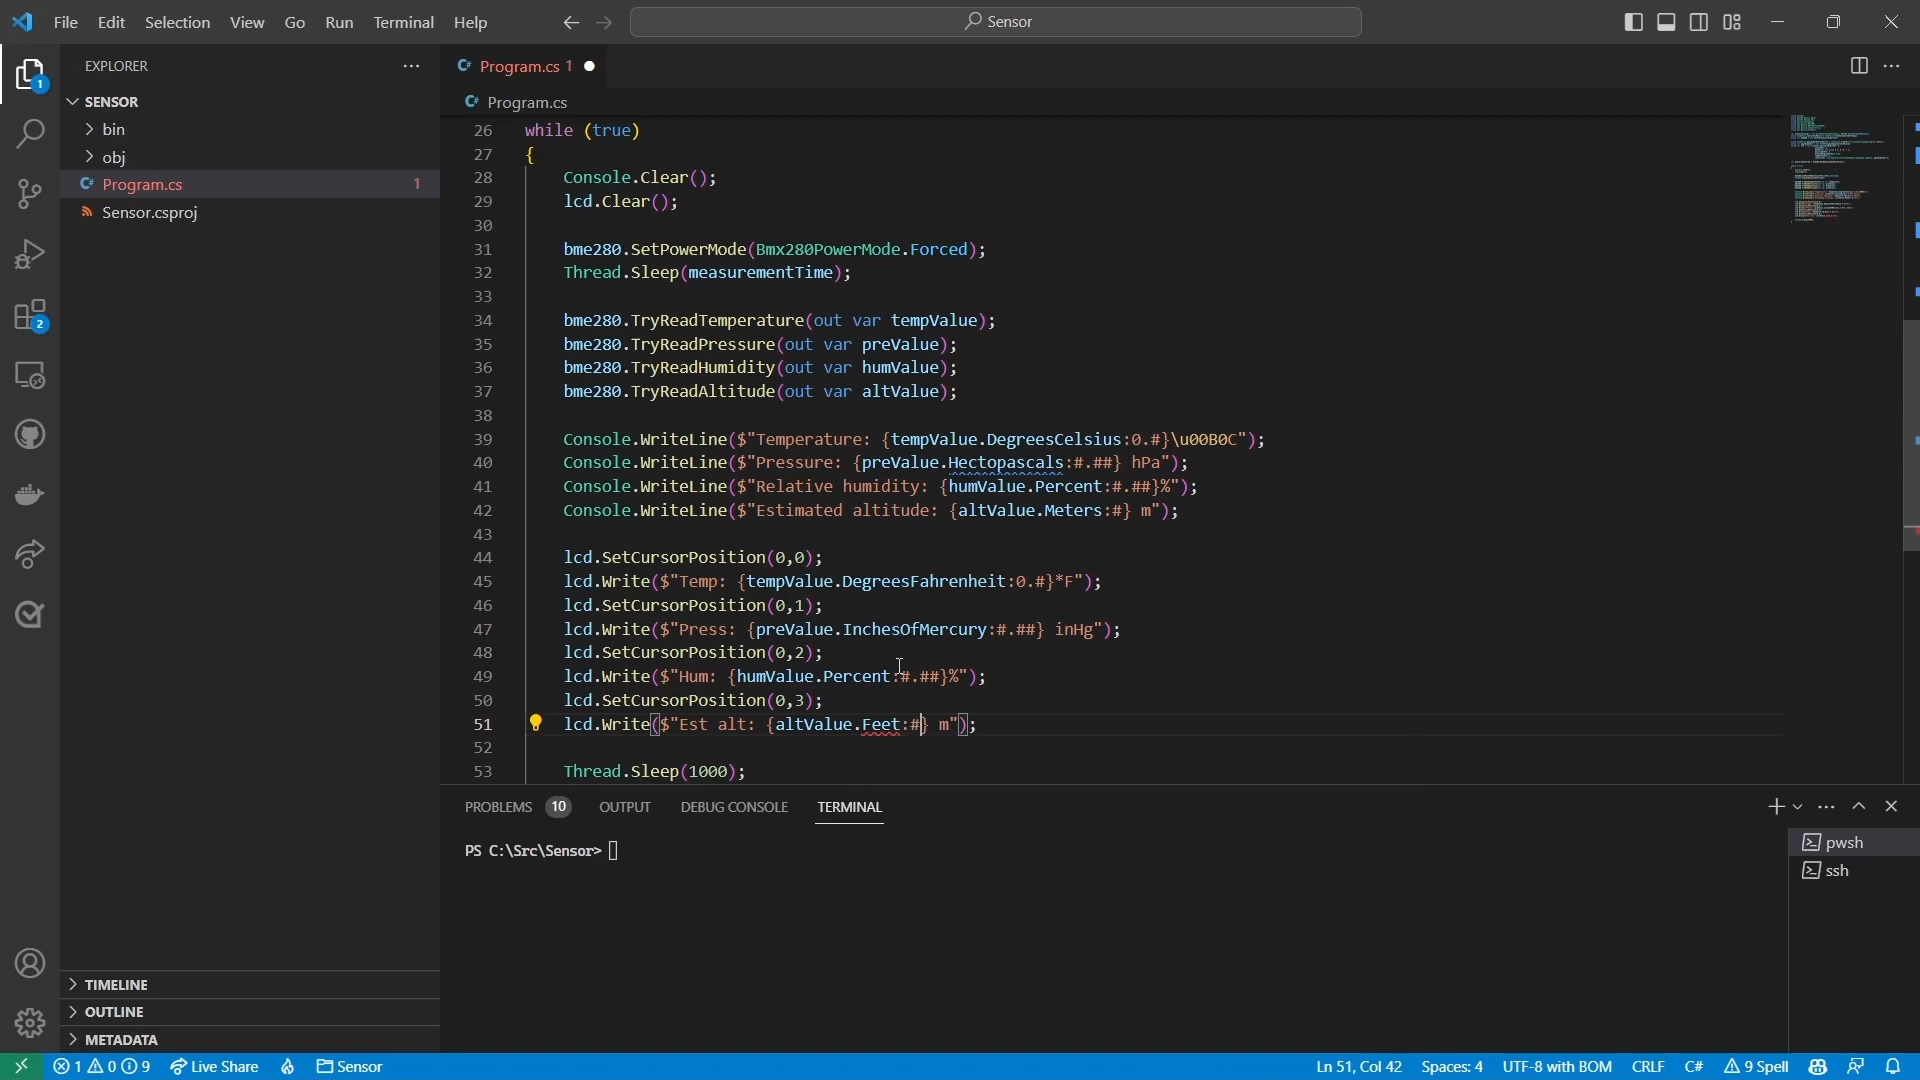 File Edit Selection View Go Run Terminal Help
Sensor
EXPLORER
SENSOR
bin
obj
Program.cs 1
Sensor.csproj
1
2
Program.cs 1
Program.cs
26 while (true)
27 {
28 Console.Clear();
29 lcd.Clear();
30
31 bme280.SetPowerMode(Bmx280PowerMode.Forced);
32 Thread.Sleep(measurementTime);
33
34 bme280.TryReadTemperature(out var tempValue);
35 bme280.TryReadPressure(out var preValue);
36 bme280.TryReadHumidity(out var humValue);
37 bme280.TryReadAltitude(out var altValue);
38
39 Console.WriteLine($"Temperature: {tempValue.DegreesCelsius:0.#}\u00B0C");
40 Console.WriteLine($"Pressure: {preValue.Hectopascals:#.##} hPa");
41 Console.WriteLine($"Relative humidity: {humValue.Percent:#.##}%");
42 Console.WriteLine($"Estimated altitude: {altValue.Meters:#} m");
43
44 lcd.SetCursorPosition(0,0);
45 lcd.Write($"Temp: {tempValue.DegreesFahrenheit:0.#}*F");
46 lcd.SetCursorPosition(0,1);
47 lcd.Write($"Press: {preValue.InchesOfMercury:#.##} inHg");
48 lcd.SetCursorPosition(0,2);
49 lcd.Write($"Hum: {humValue.Percent:#.##}%");
50 lcd.SetCursorPosition(0,3);
51 lcd.Write($"Est alt: {altValue.Feet:#} m");
52
53 Thread.Sleep(1000);
PROBLEMS 10 OUTPUT DEBUG CONSOLE TERMINAL
PS C:\Src\Sensor>
pwsh
ssh
TIMELINE
OUTLINE
METADATA
1 0 9 Live Share Sensor Ln 51, Col 42 Spaces: 4 UTF-8 with BOM CRLF C# 9 Spell